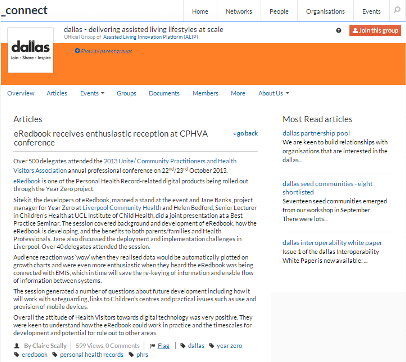 _connect
Home Networks People Organisations Events
dallas - delivering assisted living lifestyles at scale
Official Group of Assisted Living Innovation Platform (ALIP)
Join this group
dallas
Join · Share · Inspire
Overview Articles Events Groups Documents Members More About Us
Articles
eRedbook receives enthusiastic reception at CPHVA
conference
go back
Over 500 delegates attended the 2013 Unite/ Community Practitioners and Health
Visitors Association annual professional conference on 22nd/23rd October 2013.
eRedbook is one of the Personal Health Record-related digital products being rolled out
through the Year Zero project.
Sitekit, the developers of eRedbook, manned a stand at the event and Jane Banks, project
manager for Year Zero at Liverpool Community Health and Helen Bedford, Senior Lecturer
in Children's Health at UCL Institute of Child Health, did a joint presentation at a Best
Practice Seminar. The session covered background and development of eRedbook, how the
eRedbook is developing, and the benefits to both parents/families and Health
Professionals. Jane also discussed the deployment and implementation challenges in
Liverpool. Over 40 delegates attended the session.
Audience reaction was 'wow' when they realised data would be automatically plotted on
growth charts and were even more enthusiastic when they heard the eRedbook was being
connected with EMIS, which in time will save the re-keying of information and enable flow
of information between systems.
The session generated a number of questions about future development including how it
will work with safeguarding, links to Children's centres and practical issues such as use and
provision of mobile devices.
Overall the attitude of Health Visitors towards digital technology was very positive. They
were keen to understand how the eRedbook could work in practice and the timescales for
development and potential for role out to other areas.
By Claire Scally 599 Views, 0 Comments Flag dallas year zero
eredbook personal health records phrs
Most Read articles
dallas partnership pool
We are keen to build relationships with
organisations that are interested in the
dallas..
dallas seed communities - eight
shortlisted
Seventeen seed communities emerged
from our workshop in September
There were lots..
dallas interoperability white paper
Issue 1 of the dallas Interoperability
White Paper is now available: ...